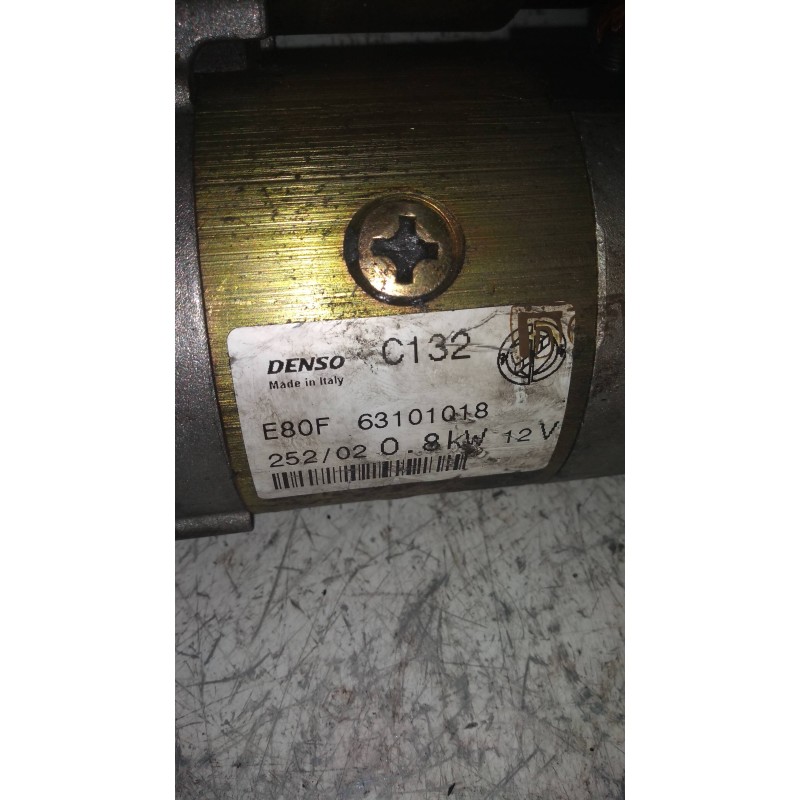 DENSO C132
Made in Italy
E80F 63101018
252/02 0.8kW 12V